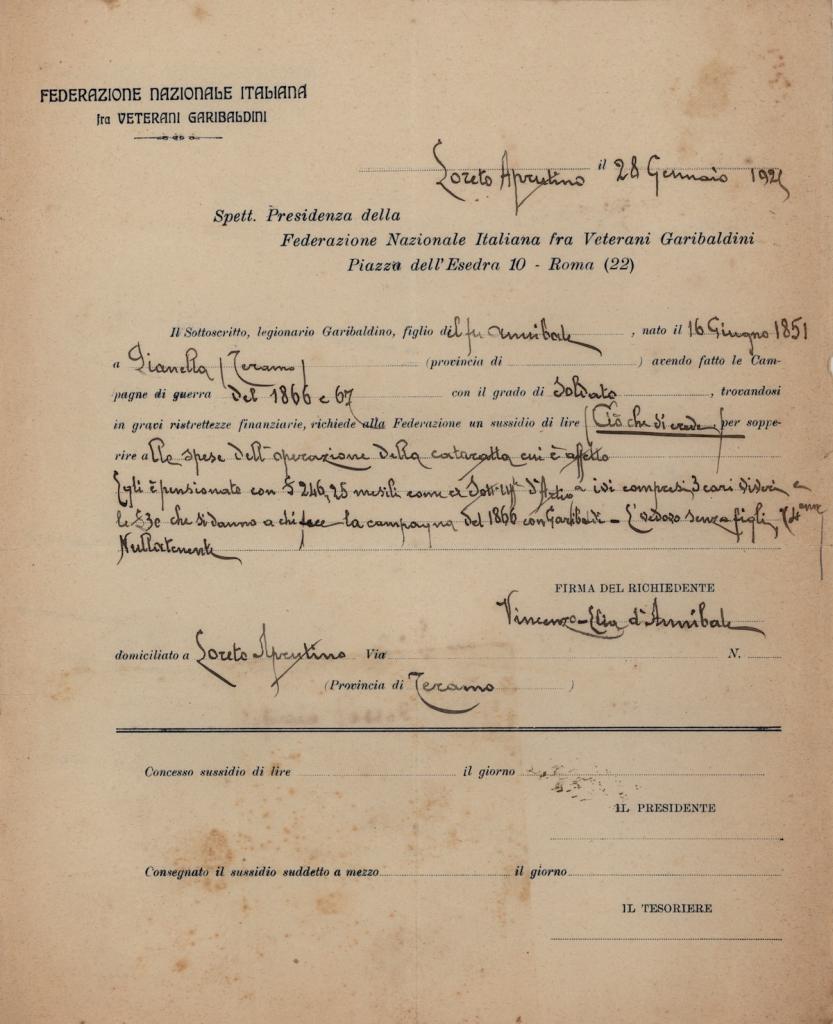 FEDERAZIONE NAZIONALE ITALIANA
fra VETERANI GARIBALDINI
Loreto Aprutino il 28 Gennaio 192
Spett. Presidenza della
Federazione Nazionale Italiana fra Veterani Garibaldini
Piazza dell'Esedra 10 - Roma (22)
Il Sottoscritto, legionario Garibaldino, figlio del fu Annibale, nato il 16 Giugno 1851
a Pianella (Teramo) (provincia di ) avendo fatto le Cam-
pagne di guerra del 1866 e 67 con il grado di Soldato, trovandosi
in gravi ristrettezze finanziarie, richiede alla Federazione un sussidio di lire (Ciò che si crede) per soppe-
rire alle spese dell'operazione della cataratta cui è affetto
Egli è pensionato con £ 246,25 mesili come ex Sott-uff. d'Art. ivi compresi 3 cari viveri e
le £30 che si danno a chi fece la campagna del 1866 con Garibaldi - È vedovo senza figli, 74 anni
Nullatenente
FIRMA DEL RICHIEDENTE
Vincenzo-Elia d'Annibale
domiciliato a Loreto Aprutino Via N.
(Provincia di Teramo )
Concesso sussidio di lire il giorno
IL PRESIDENTE
Consegnato il sussidio suddetto a mezzo il giorno
IL TESORIERE